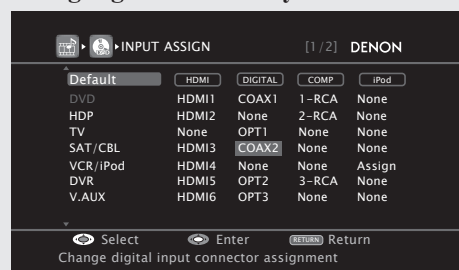 INPUT ASSIGN [1/2] DENON
Default HDMI DIGITAL COMP iPod
DVD HDMI1 COAX1 1-RCA None
HDP HDMI2 None 2-RCA None
TV None OPT1 None None
SAT/CBL HDMI3 COAX2 None None
VCR/iPod HDMI4 None None Assign
DVR HDMI5 OPT2 3-RCA None
V.AUX HDMI6 OPT3 None None
Select Enter RETURN Return
Change digital input connector assignment